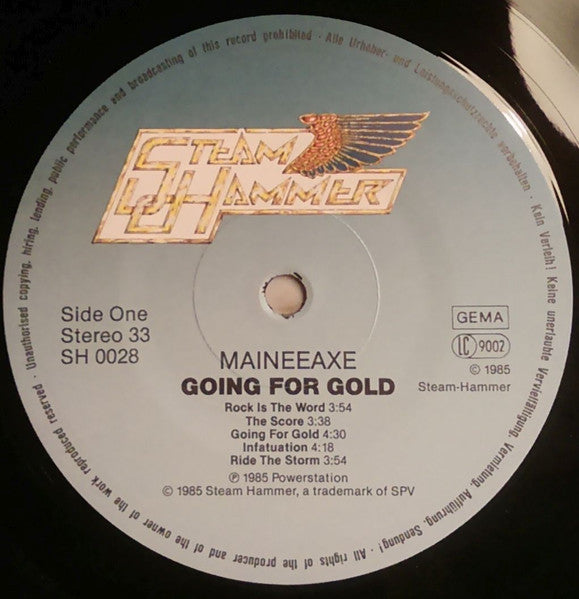 Unauthorised copying, hiring, lending, public performance and broadcasting of this record prohibited · Alle Urheber- und Leistungsschutzrechte vorbehalten · Kein Verleih! Keine unerlaubte Vervielfältigung, Vermietung, Aufführung, Sendung! · All rights of the producer and of the owner of the work reproduced reserved ·
STEAM
HAMMER
Side One
Stereo 33
SH 0028
GEMA
LC 9002
© 1985
Steam-Hammer
MAINEEAXE
GOING FOR GOLD
Rock Is The Word 3:54
The Score 3:38
Going For Gold 4:30
Infatuation 4:18
Ride The Storm 3:54
℗ 1985 Powerstation
© 1985 Steam Hammer, a trademark of SPV